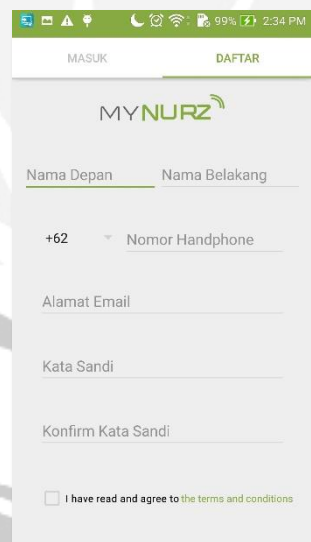 99% 2:34 PM
MASUK DAFTAR
MYNURZ
Nama Depan Nama Belakang
+62 Nomor Handphone
Alamat Email
Kata Sandi
Konfirm Kata Sandi
I have read and agree to the terms and conditions